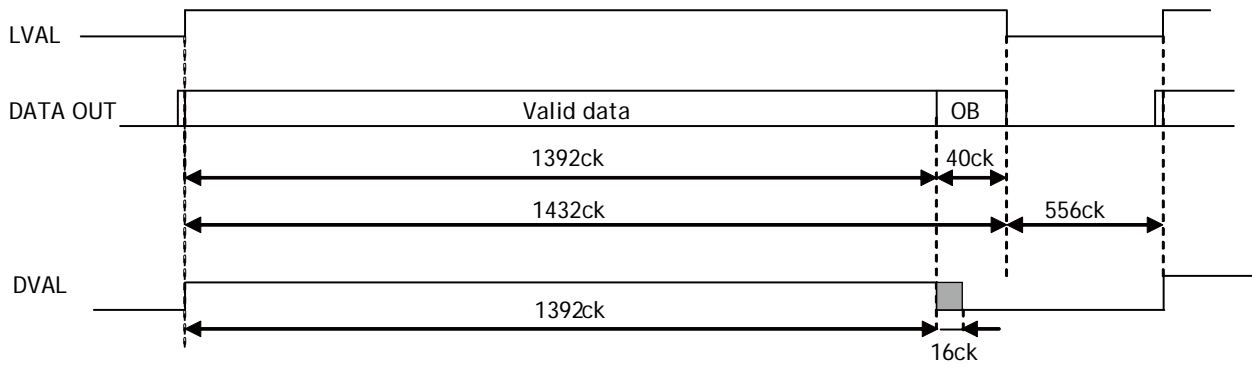 LVAL
DATA OUT
Valid data
OB
1392ck
40ck
1432ck
556ck
DVAL
1392ck
16ck